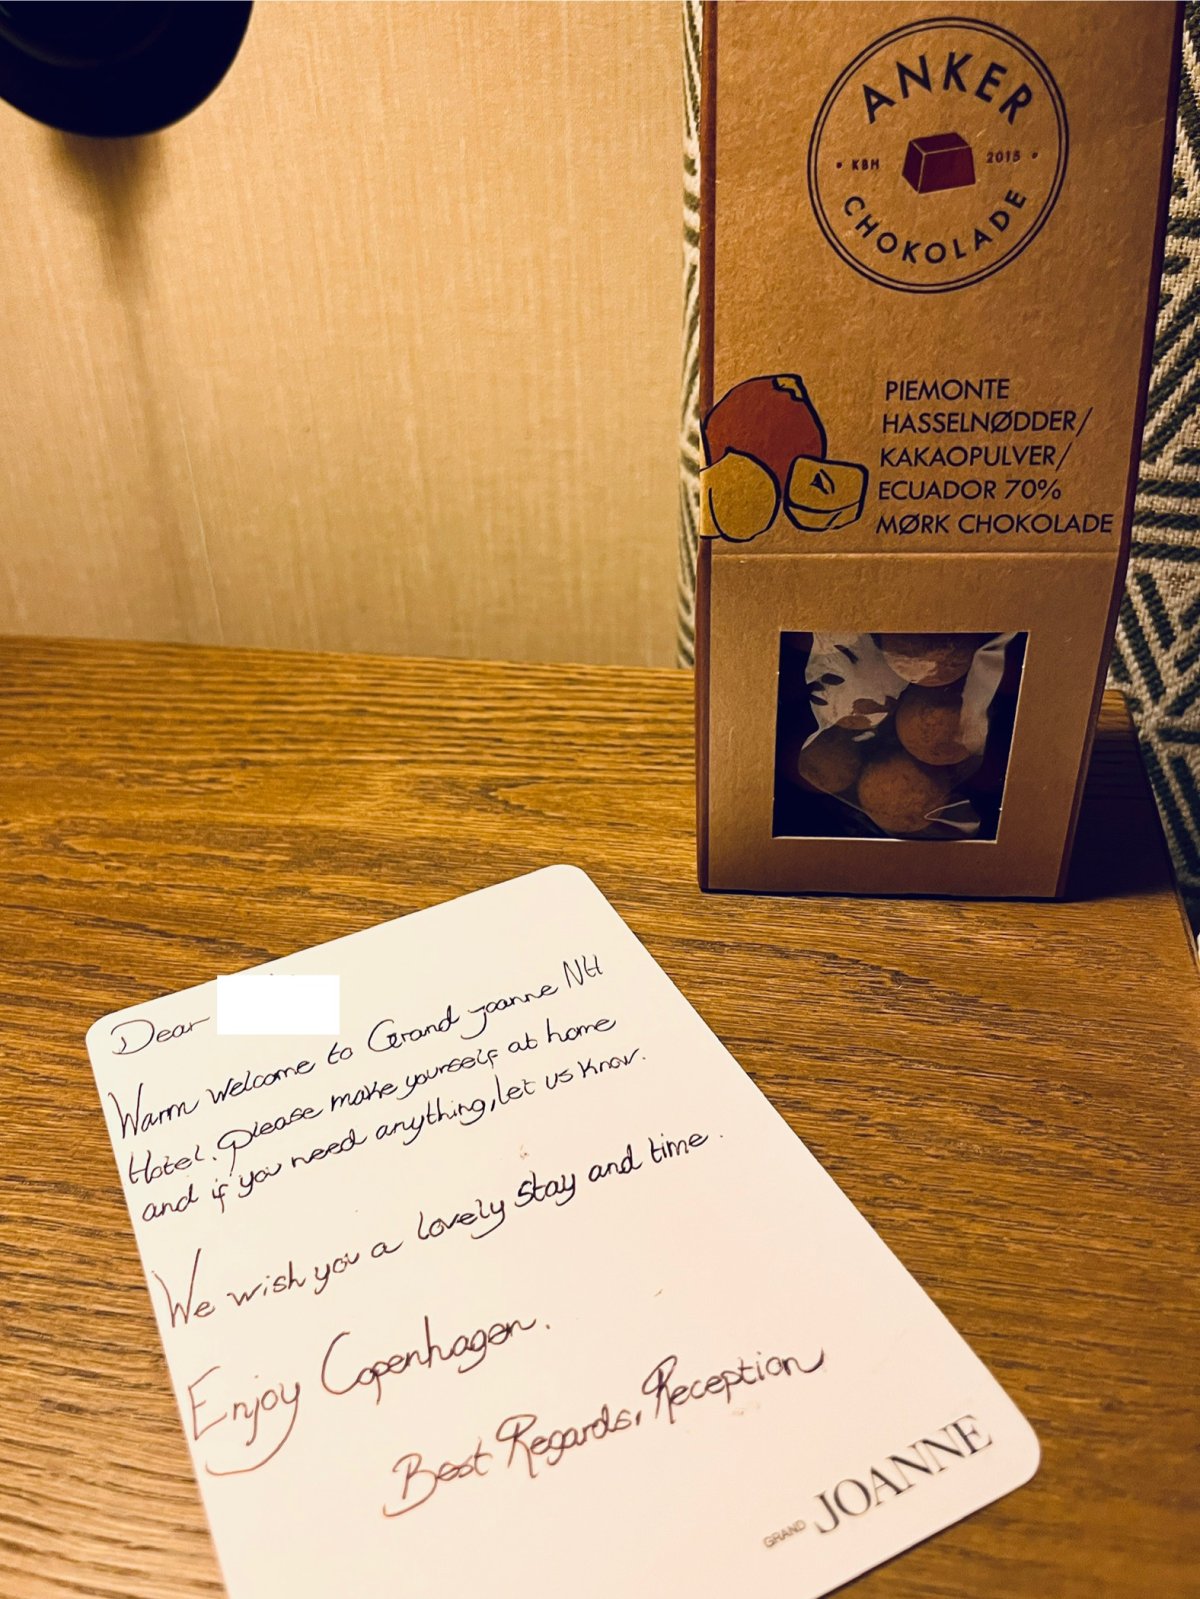 ANKER
• KBH 2015 •
CHOKOLADE
PIEMONTE
HASSELNØDDER/
KAKAOPULVER/
ECUADOR 70%
MØRK CHOKOLADE
Dear
Warm welcome to Grand Joanne NH
Hotel. please make yourself at home
and if you need anything, let us know.
We wish you a lovely stay and time.
Enjoy Copenhagen.
Best Regards, Reception
GRAND JOANNE